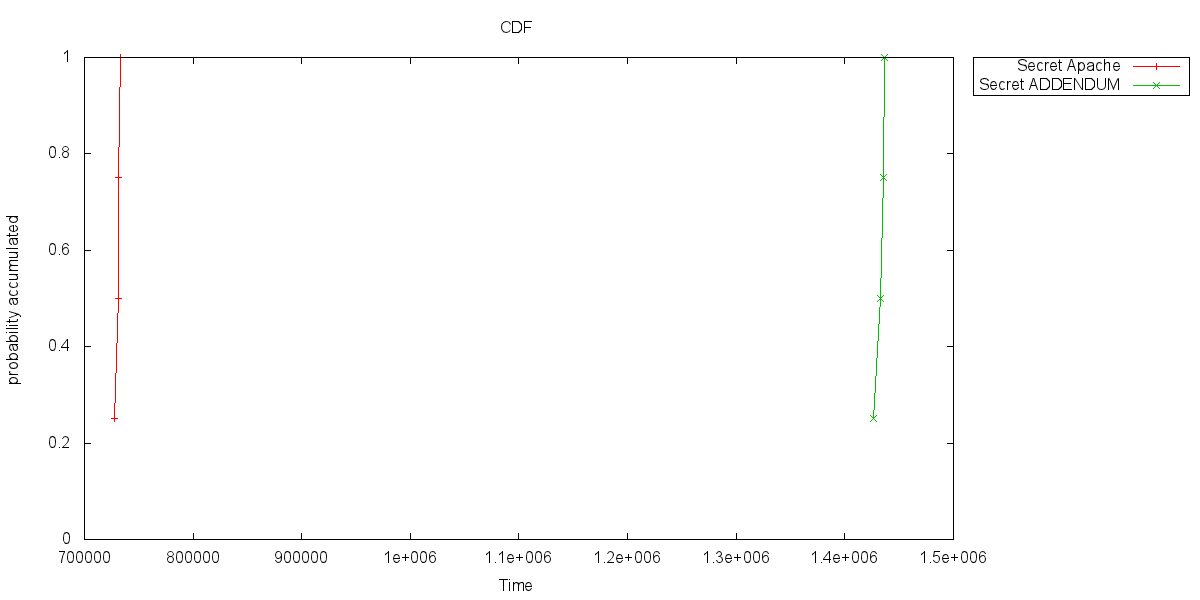 CDF
Secret Apache
Secret ADDENDUM
probability accumulated
1
0.8
0.6
0.4
0.2
0
700000 800000 900000 1e+006 1.1e+006 1.2e+006 1.3e+006 1.4e+006 1.5e+006
Time